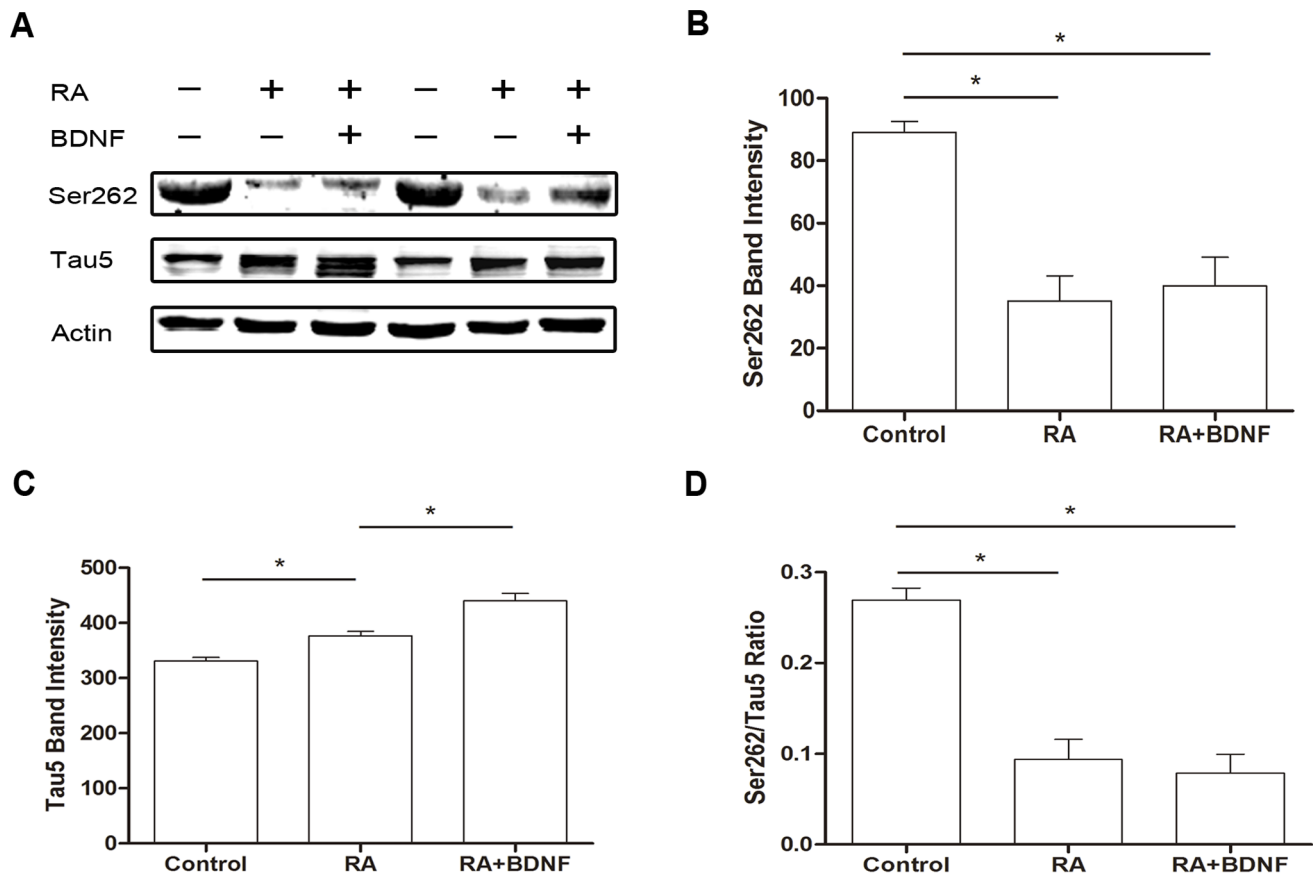 A
RA − + + − + +
BDNF − − + − − +
Ser262
Tau5
Actin
B
*
*
Ser262 Band Intensity
100
80
60
40
20
0
Control RA RA+BDNF
C
*
*
Tau5 Band Intensity
500
400
300
200
100
0
Control RA RA+BDNF
D
*
*
Ser262/Tau5 Ratio
0.3
0.2
0.1
0.0
Control RA RA+BDNF